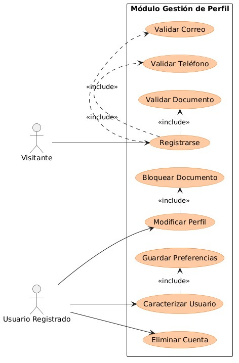 Módulo Gestión de Perfil
Validar Correo
Validar Teléfono
«include»
Validar Documento
«include»
«include»
Registrarse
Visitante
Bloquear Documento
«include»
Modificar Perfil
Guardar Preferencias
«include»
Usuario Registrado
Caracterizar Usuario
Eliminar Cuenta